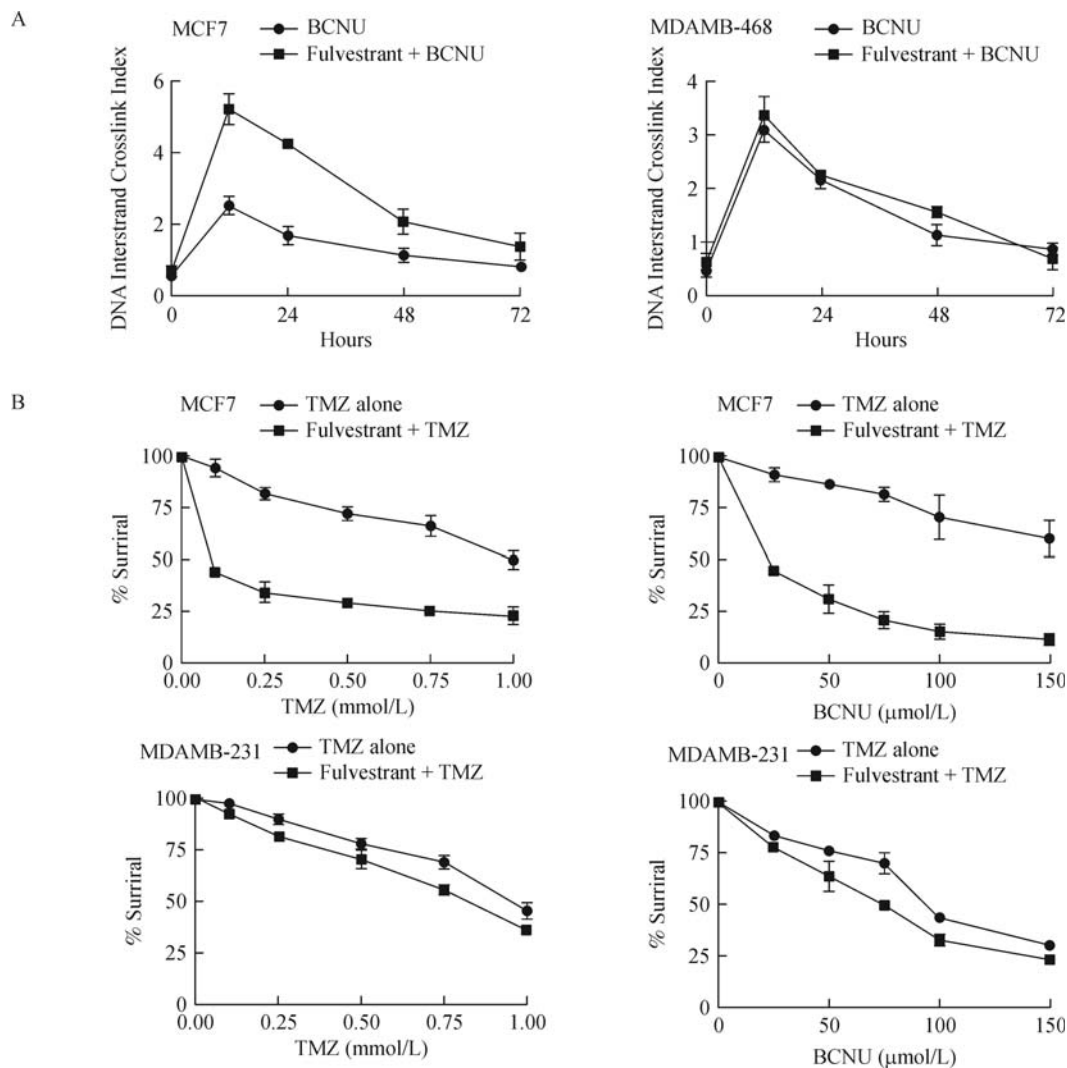 A
MCF7
BCNU
Fulvestrant + BCNU
DNA Interstrand Crosslink Index
6
4
2
0
0 24 48 72
Hours
MDAMB-468
BCNU
Fulvestrant + BCNU
DNA Interstrand Crosslink Index
4
3
2
1
0
0 24 48 72
Hours
B
MCF7
TMZ alone
Fulvestrant + TMZ
% Surriral
100
75
50
25
0
0.00 0.25 0.50 0.75 1.00
TMZ (mmol/L)
MCF7
TMZ alone
Fulvestrant + TMZ
% Surriral
100
75
50
25
0
0 50 100 150
BCNU (μmol/L)
MDAMB-231
TMZ alone
Fulvestrant + TMZ
% Surriral
100
75
50
25
0
0.00 0.25 0.50 0.75 1.00
TMZ (mmol/L)
MDAMB-231
TMZ alone
Fulvestrant + TMZ
% Surriral
100
75
50
25
0
0 50 100 150
BCNU (μmol/L)